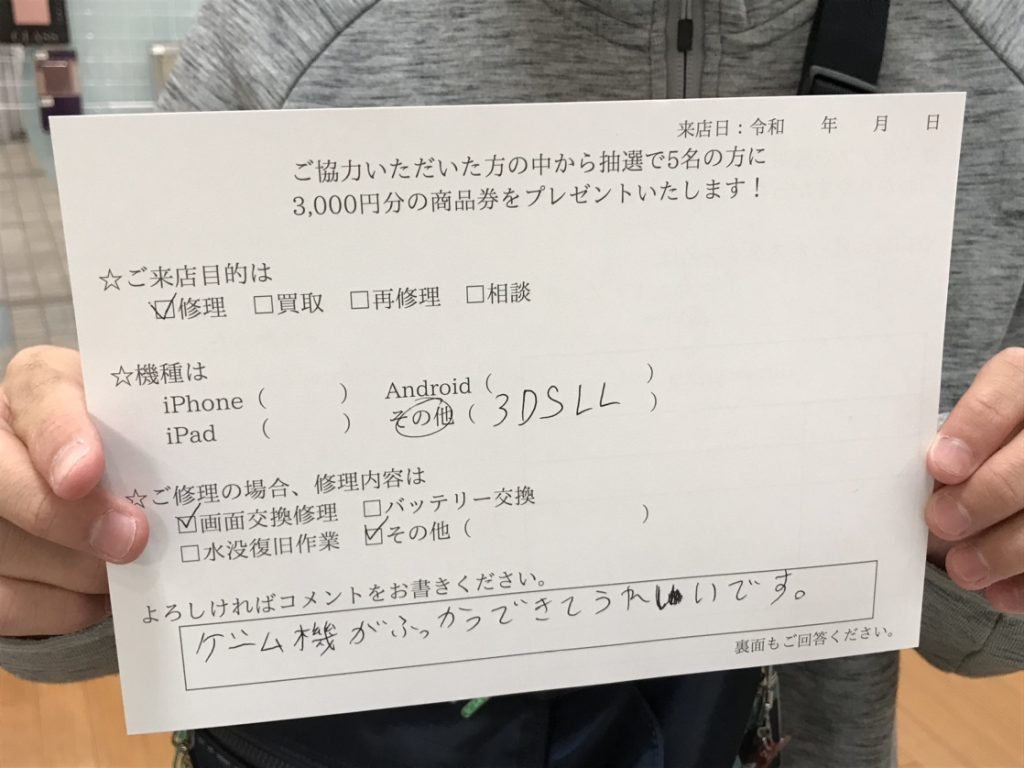 来店日：令和　　年　　月　　日
ご協力いただいた方の中から抽選で5名の方に
3,000円分の商品券をプレゼントいたします！
☆ご来店目的は
☑修理　□買取　□再修理　□相談
☆機種は
iPhone（　　　　）　Android（　　　　　　　　）
iPad　（　　　　）　その他（ 3DSLL ）
☆ご修理の場合、修理内容は
☑画面交換修理　□バッテリー交換
□水没復旧作業　☑その他（　　　　　　　　）
よろしければコメントをお書きください。
ゲーム機がふっかつできてうれしいです。
裏面もご回答ください。